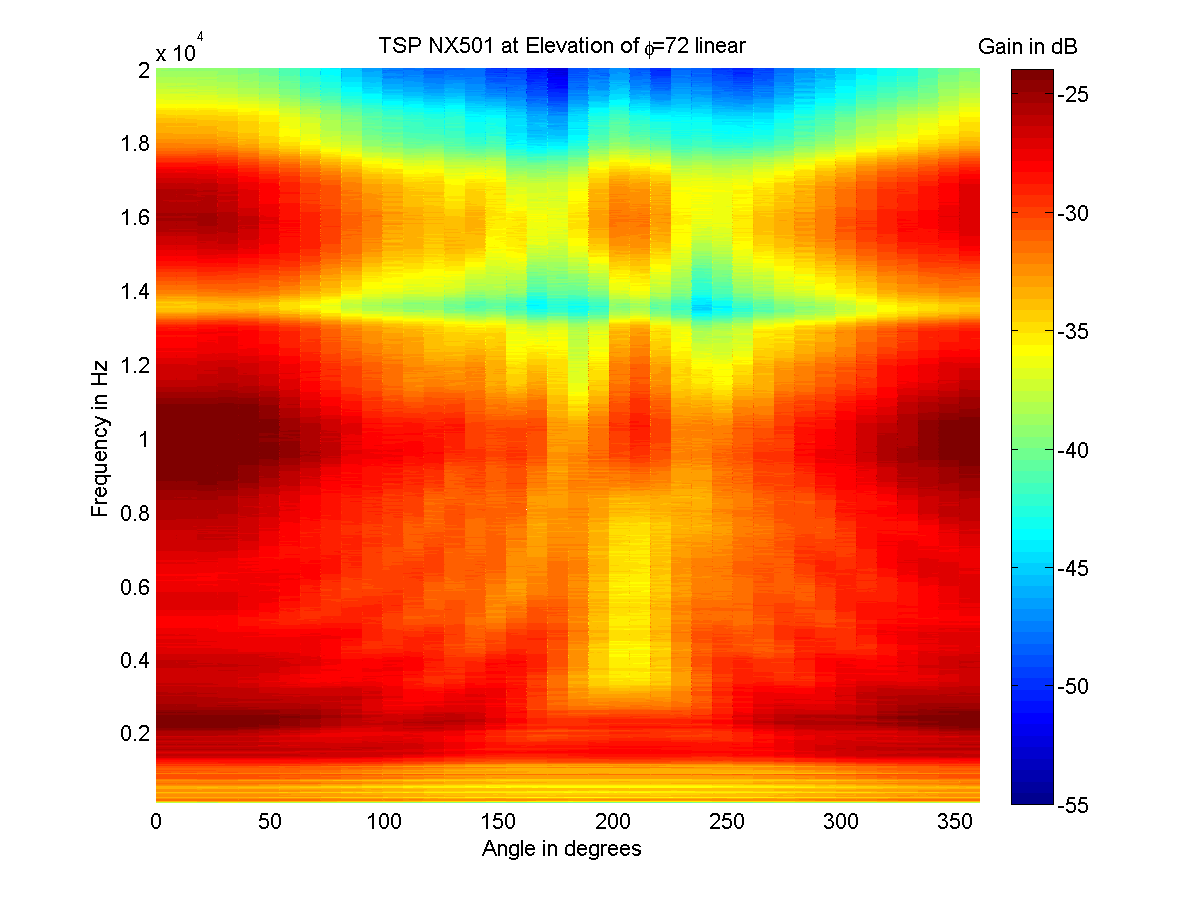 TSP NX501 at Elevation of ϕ=72 linear
Gain in dB
x 10^4
2
1.8
1.6
1.4
1.2
1
0.8
0.6
0.4
0.2
Frequency in Hz
0 50 100 150 200 250 300 350
Angle in degrees
-25
-30
-35
-40
-45
-50
-55